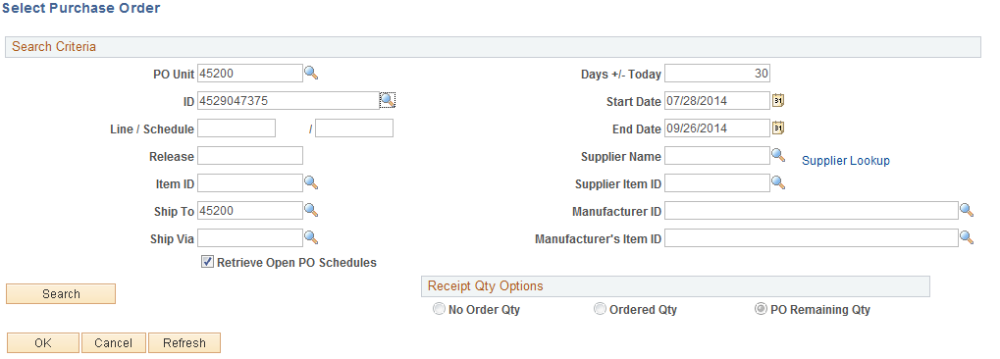 Select Purchase Order
Search Criteria
PO Unit 45200 Days +/- Today 30
ID 4529047375 Start Date 07/28/2014 31
Line / Schedule / End Date 09/26/2014 31
Release Supplier Name Supplier Lookup
Item ID Supplier Item ID
Ship To 45200 Manufacturer ID
Ship Via Manufacturer's Item ID
Retrieve Open PO Schedules
Search Receipt Qty Options
No Order Qty Ordered Qty PO Remaining Qty
OK Cancel Refresh